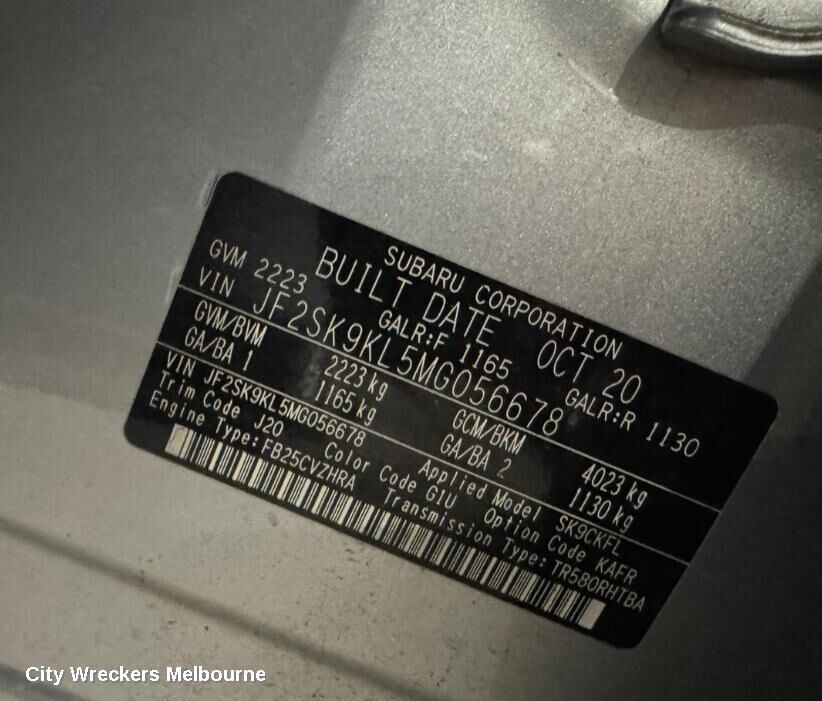 SUBARU CORPORATION
BUILT DATE OCT 20
GVM 2223 GALR:F 1165 GALR:R 1130
VIN JF2SK9KL5MG056678
GVM/BVM 2223 kg GCM/BKM 4023 kg
GA/BA 1 1165 kg GA/BA 2 1130 kg
VIN JF2SK9KL5MG056678 Applied Model SK9CKFL
Trim Code J20 Color Code G1U Option Code KAFR
Engine Type:FB25CVZHRA Transmission Type:TR580RHTBA
City Wreckers Melbourne